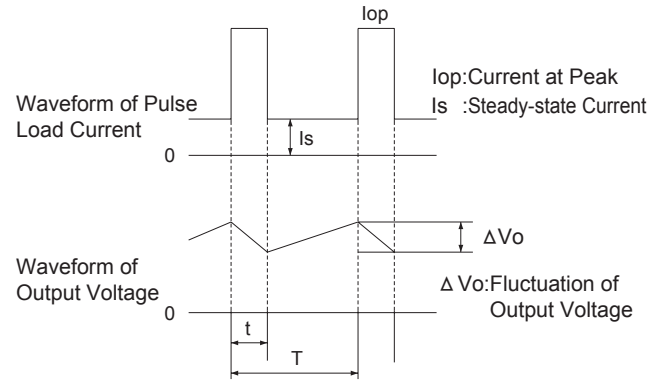 Iop
Iop:Current at Peak
Is :Steady-state Current
Waveform of Pulse
Load Current
Is
0
ΔVo
Waveform of
Output Voltage
ΔVo:Fluctuation of
Output Voltage
0
t
T